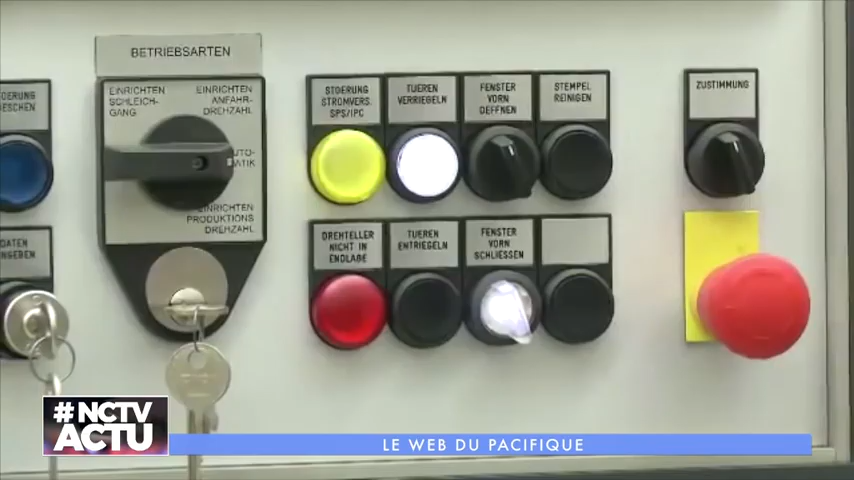 BETRIEBSARTEN
EINRICHTEN
SCHLEICH-
GANG
EINRICHTEN
ANFAHR-
DREHZAHL
EINRICHTEN
PRODUKTIONS
DREHZAHL
STOERUNG
STROMVERS.
SPS/IPC
TUEREN
VERRIEGELN
FENSTER
VORN
OEFFNEN
STEMPEL
REINIGEN
ZUSTIMMUNG
DREHTELLER
NICHT IN
ENDLAGE
TUEREN
ENTRIEGELN
FENSTER
VORN
SCHLIESSEN
DATEN
#NCTV
ACTU
LE WEB DU PACIFIQUE